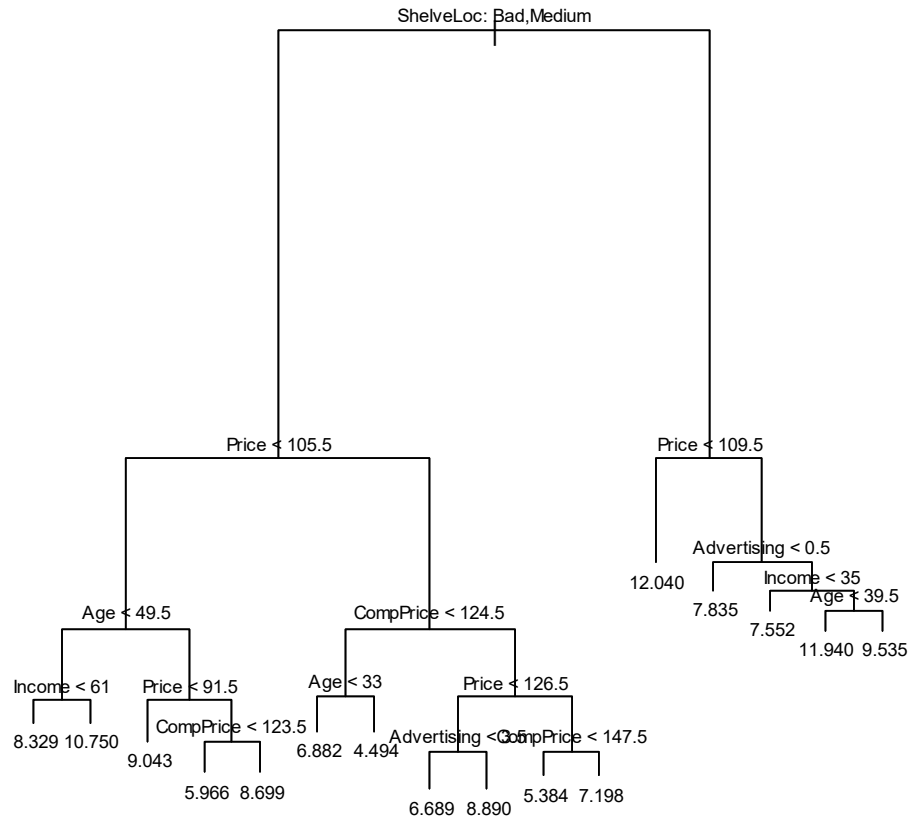 ShelveLoc: Bad,Medium
Price < 105.5
Price < 109.5
Advertising < 0.5
12.040
Income < 35
7.835
Age < 39.5
7.552
11.940 9.535
Age < 49.5
CompPrice < 124.5
Income < 61
Price < 91.5
Age < 33
Price < 126.5
8.329 10.750
CompPrice < 123.5
9.043
6.882 4.494
Advertising < 3.5
CompPrice < 147.5
5.966 8.699
5.384 7.198
6.689 8.890